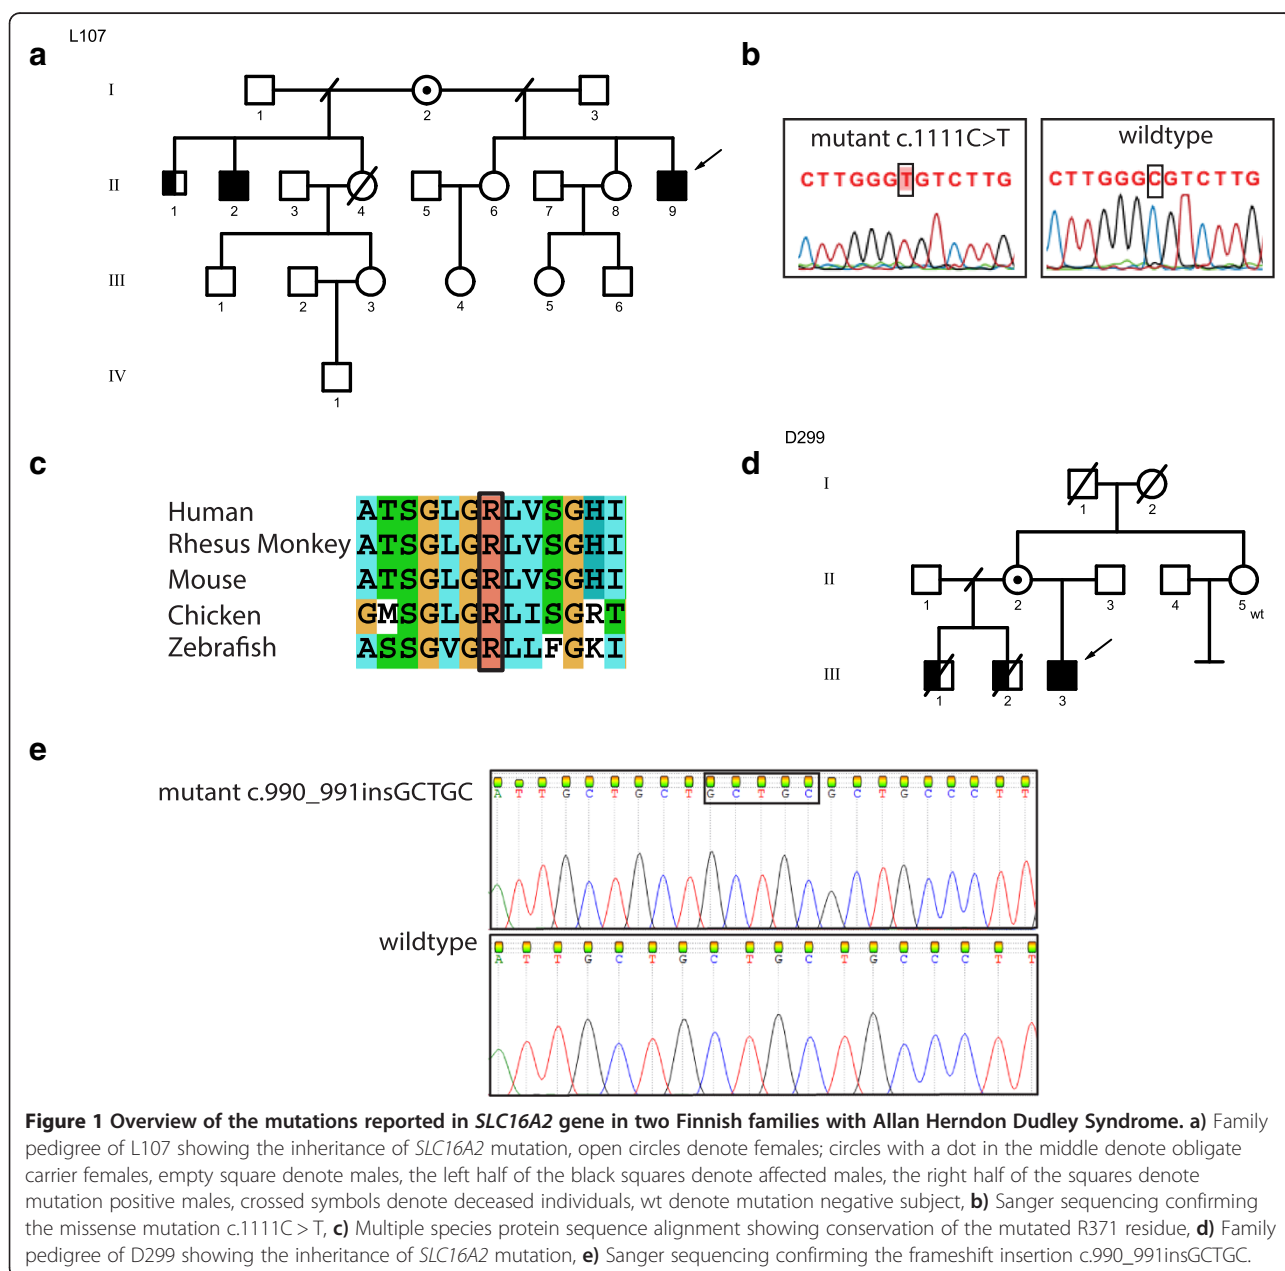 L107
a
I
1
2
3
II
1
2
3
4
5
6
7
8
9
III
1
2
3
4
5
6
IV
1
b
mutant c.1111C>T
CTTGGGTGTCTTG
wildtype
CTTGGGCGTCTTG
c
Human ATSGLGRLVSGHI
Rhesus Monkey ATSGLGRLVSGHI
Mouse ATSGLGRLVSGHI
Chicken GMSGLGRLISGRT
Zebrafish ASSGVGRLLFGKI
D299
d
I
1
2
II
1
2
3
4
5 wt
III
1
2
3
e
mutant c.990_991insGCTGC
A T T G C T G C T G C T G C G C T G C C C T T
wildtype
A T T G C T G C T G C T G C C C T T
Figure 1 Overview of the mutations reported in SLC16A2 gene in two Finnish families with Allan Herndon Dudley Syndrome. a) Family
pedigree of L107 showing the inheritance of SLC16A2 mutation, open circles denote females; circles with a dot in the middle denote obligate
carrier females, empty square denote males, the left half of the black squares denote affected males, the right half of the squares denote
mutation positive males, crossed symbols denote deceased individuals, wt denote mutation negative subject, b) Sanger sequencing confirming
the missense mutation c.1111C > T, c) Multiple species protein sequence alignment showing conservation of the mutated R371 residue, d) Family
pedigree of D299 showing the inheritance of SLC16A2 mutation, e) Sanger sequencing confirming the frameshift insertion c.990_991insGCTGC.